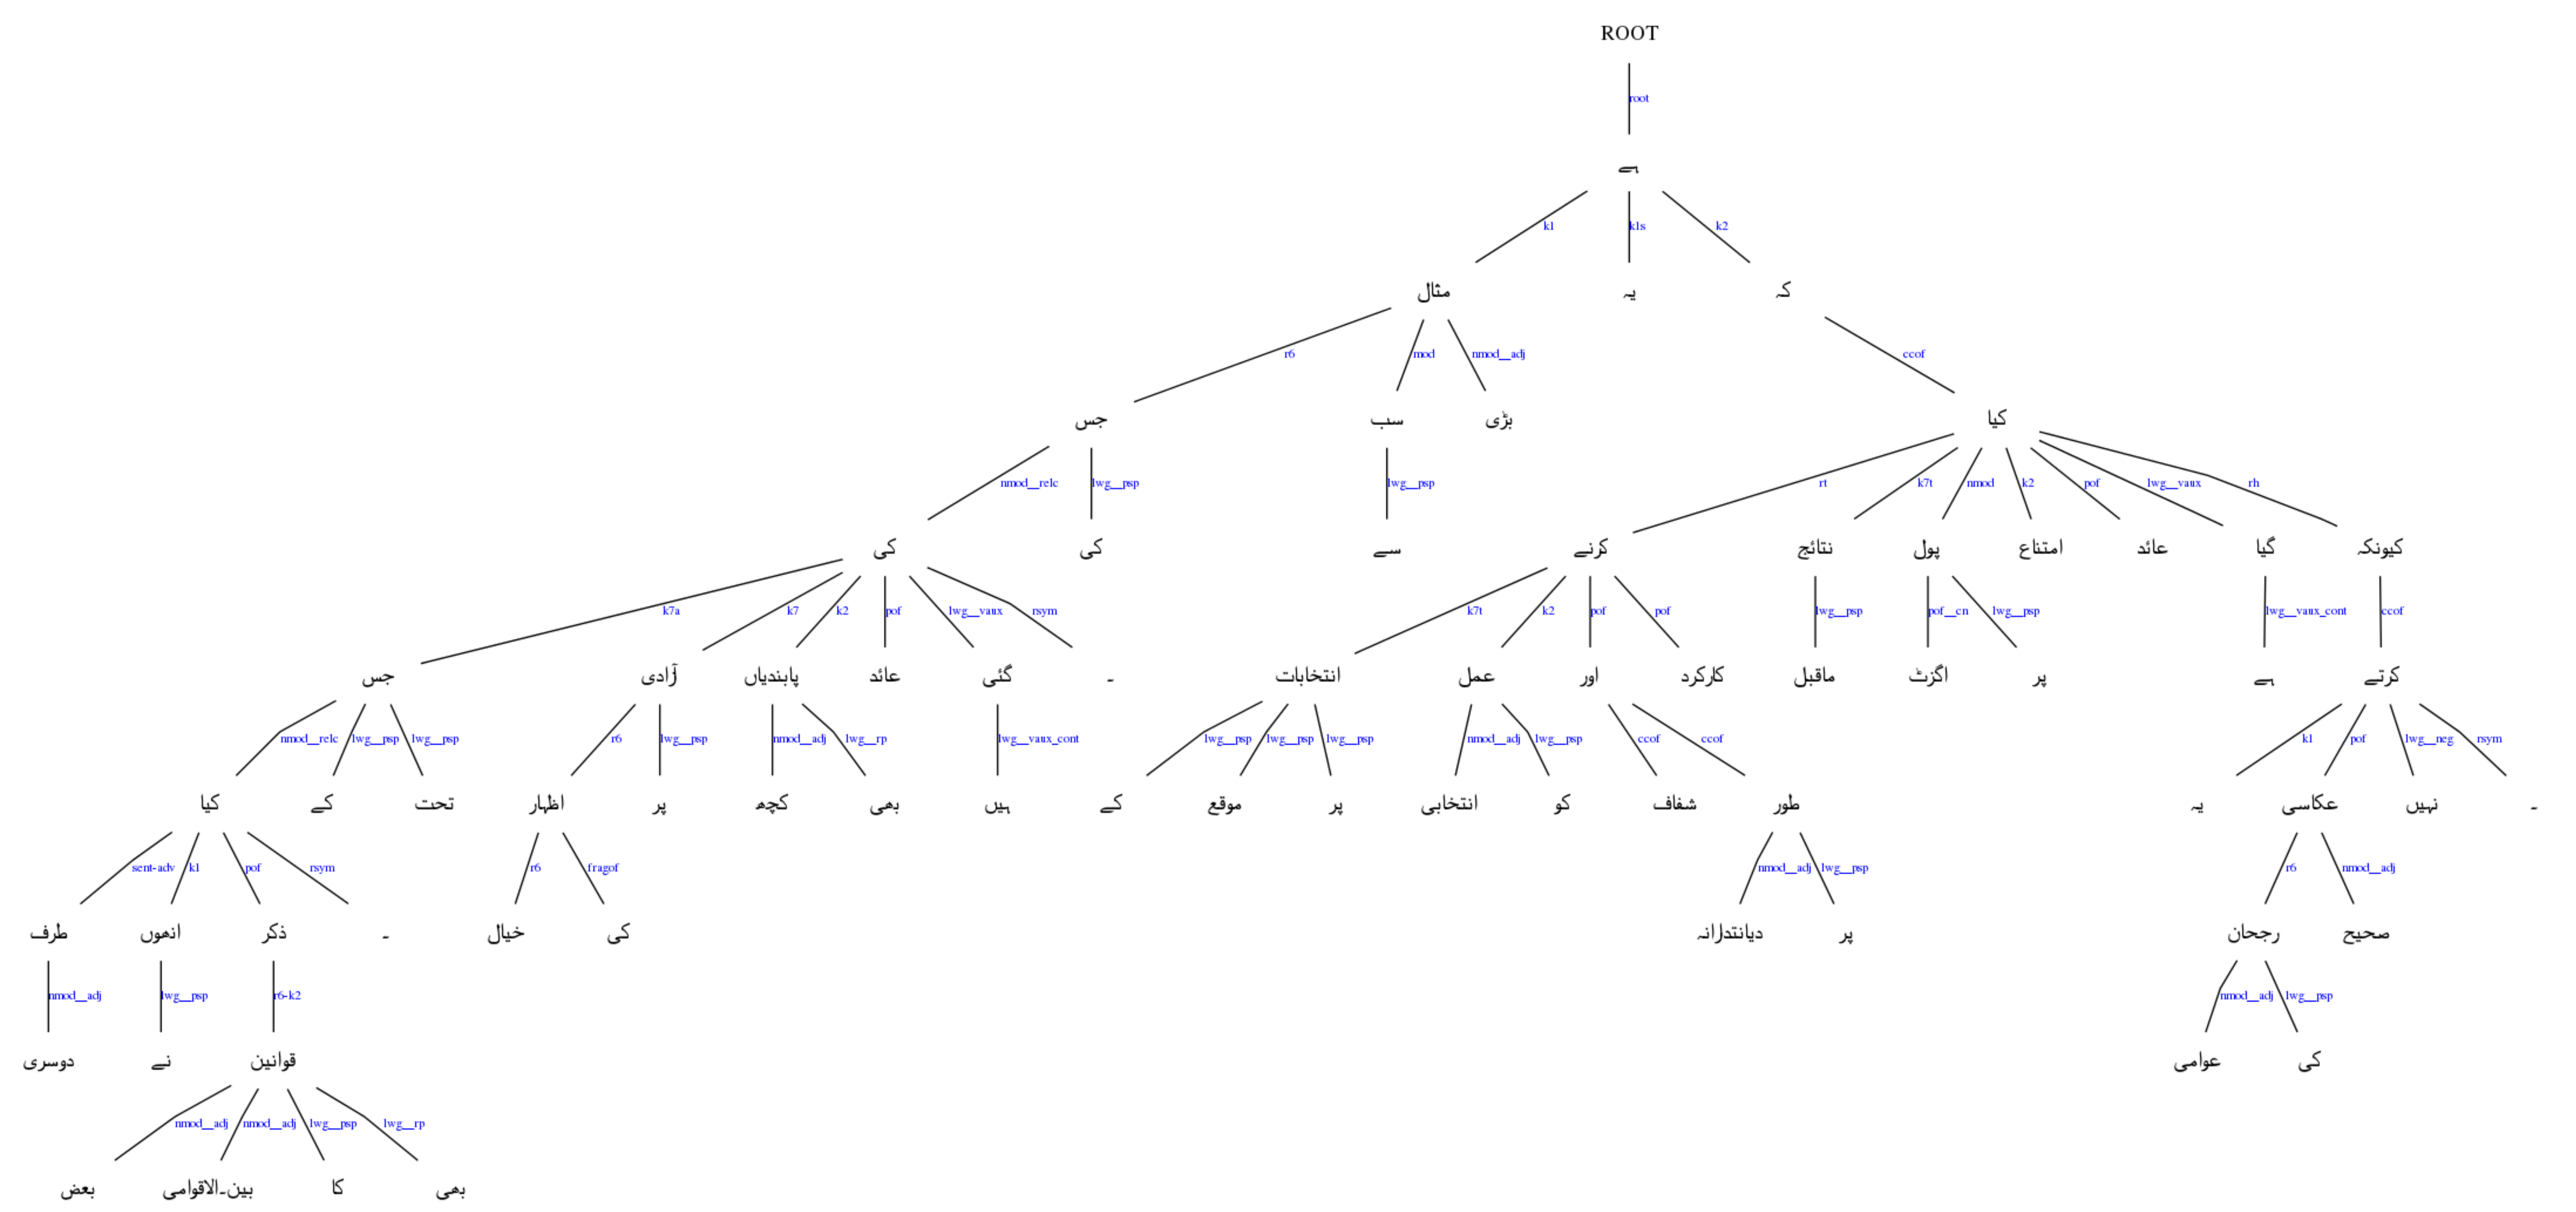 ROOT
root
ہے
k1 k1s k2
مثال یہ کہ
r6 mod nmod__adj ccof
جس سب بڑی کیا
nmod__relc lwg__psp lwg__psp rt k7t nmod k2 pof lwg__vaux rh
کی کی سے کرنے نتائج پول امتناع عائد گیا کیونکہ
k7a k7 k2 pof lwg__vaux rsym k7t k2 pof pof lwg__psp pof__cn lwg__psp lwg__vaux_cont ccof
جس آزادی پابندیاں عائد گئی ۔ انتخابات عمل اور کارکرد ماقبل اگزٹ پر ہے کرتے
nmod__relc lwg__psp lwg__psp r6 lwg__psp nmod__adj lwg__rp lwg__vaux_cont lwg__psp lwg__psp lwg__psp nmod__adj lwg__psp ccof ccof k1 pof lwg__neg rsym
کیا کے تحت اظہار پر کچھ بھی ہیں کے موقع پر انتخابی کو شفاف طور یہ عکاسی نہیں ۔
sent-adv k1 pof rsym r6 fragof nmod__adj lwg__psp r6 nmod__adj
طرف انھوں ذکر ۔ خیال کی دیانتدارانہ پر رجحان صحیح
nmod__adj lwg__psp r6-k2 nmod__adj lwg__psp
دوسری نے قوانین عوامی کی
nmod__adj nmod__adj lwg__psp lwg__rp
بعض بین۔الاقوامی کا بھی